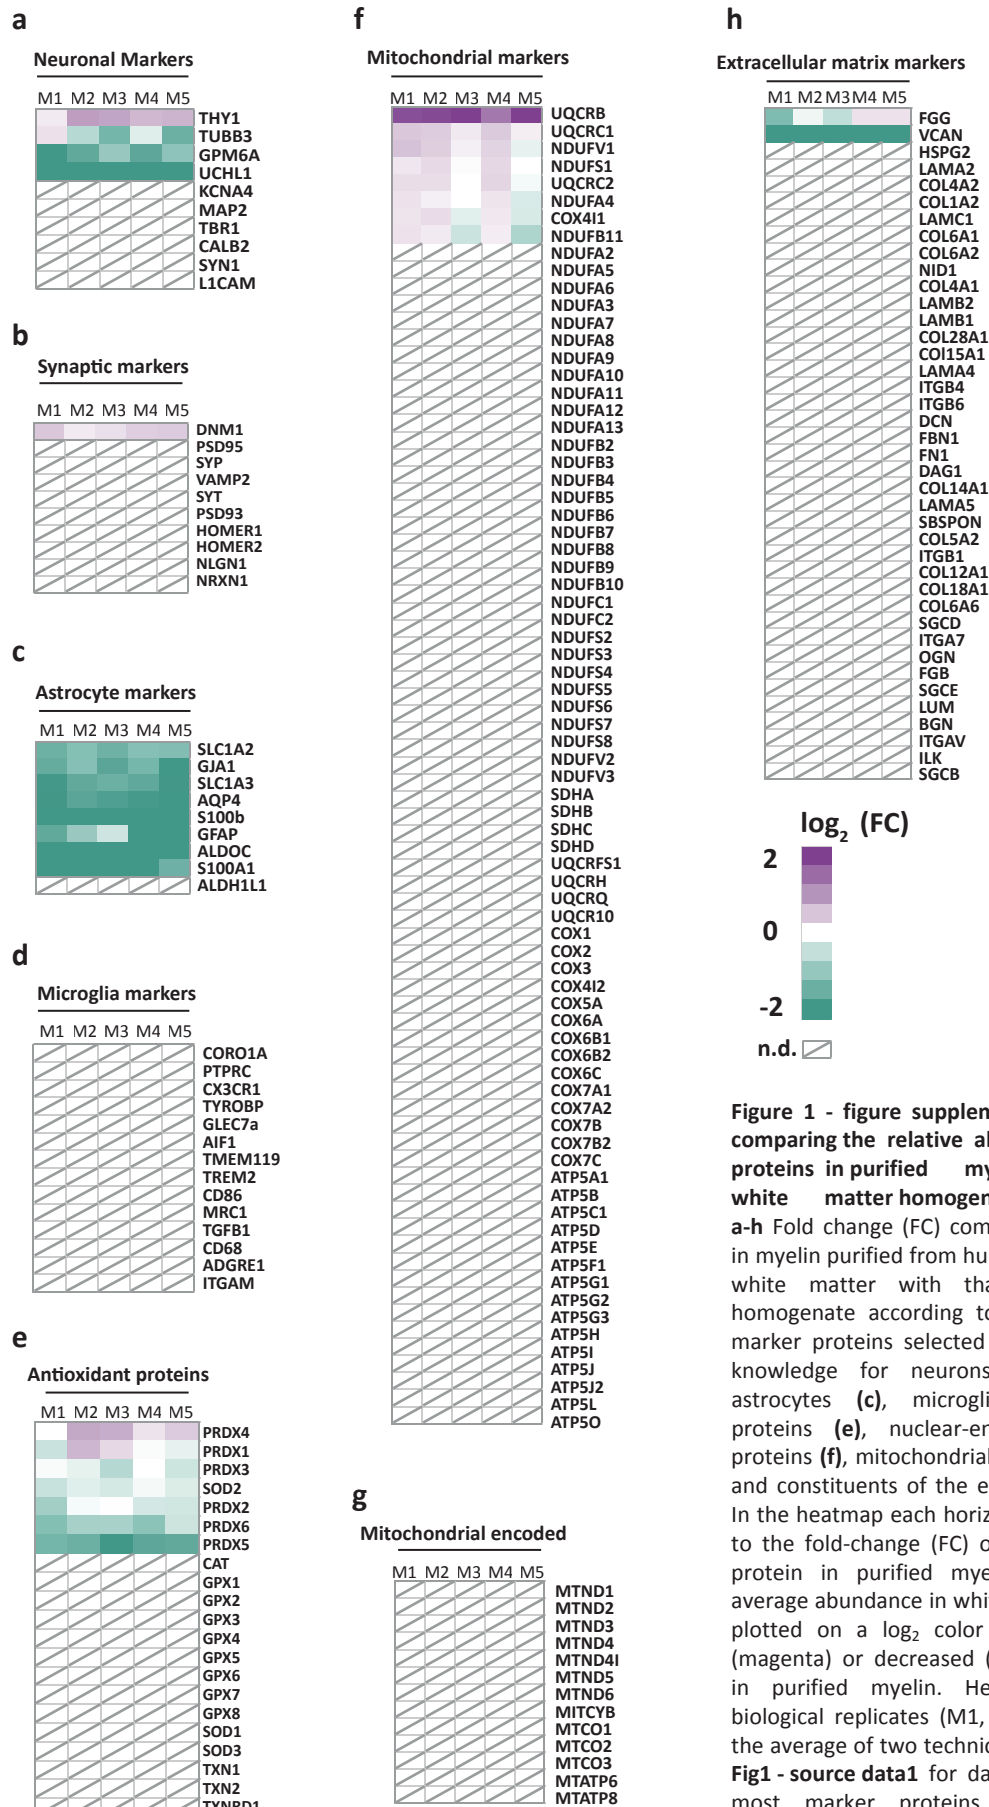 a
Neuronal Markers
M1 M2 M3 M4 M5
THY1
TUBB3
GPM6A
UCHL1
KCNA4
MAP2
TBR1
CALB2
SYN1
L1CAM
b
Synaptic markers
M1 M2 M3 M4 M5
DNM1
PSD95
SYP
VAMP2
SYT
PSD93
HOMER1
HOMER2
NLGN1
NRXN1
c
Astrocyte markers
M1 M2 M3 M4 M5
SLC1A2
GJA1
SLC1A3
AQP4
S100b
GFAP
ALDOC
S100A1
ALDH1L1
d
Microglia markers
M1 M2 M3 M4 M5
CORO1A
PTPRC
CX3CR1
TYROBP
GLEC7a
AIF1
TMEM119
TREM2
CD86
MRC1
TGFB1
CD68
ADGRE1
ITGAM
e
Antioxidant proteins
M1 M2 M3 M4 M5
PRDX4
PRDX1
PRDX3
SOD2
PRDX2
PRDX6
PRDX5
CAT
GPX1
GPX2
GPX3
GPX4
GPX5
GPX6
GPX7
GPX8
SOD1
SOD3
TXN1
TXN2
TXNRD1
f
Mitochondrial markers
M1 M2 M3 M4 M5
UQCRB
UQCRC1
NDUFV1
NDUFS1
UQCRC2
NDUFA4
COX4I1
NDUFB11
NDUFA2
NDUFA5
NDUFA6
NDUFA3
NDUFA7
NDUFA8
NDUFA9
NDUFA10
NDUFA11
NDUFA12
NDUFA13
NDUFB2
NDUFB3
NDUFB4
NDUFB5
NDUFB6
NDUFB7
NDUFB8
NDUFB9
NDUFB10
NDUFC1
NDUFC2
NDUFS2
NDUFS3
NDUFS4
NDUFS5
NDUFS6
NDUFS7
NDUFS8
NDUFV2
NDUFV3
SDHA
SDHB
SDHC
SDHD
UQCRFS1
UQCRH
UQCRQ
UQCR10
COX1
COX2
COX3
COX4I2
COX5A
COX6A
COX6B1
COX6B2
COX6C
COX7A1
COX7A2
COX7B
COX7B2
COX7C
ATP5A1
ATP5B
ATP5C1
ATP5D
ATP5E
ATP5F1
ATP5G1
ATP5G2
ATP5G3
ATP5H
ATP5I
ATP5J
ATP5J2
ATP5L
ATP5O
g
Mitochondrial encoded
M1 M2 M3 M4 M5
MTND1
MTND2
MTND3
MTND4
MTND4I
MTND5
MTND6
MITCYB
MTCO1
MTCO2
MTCO3
MTATP6
MTATP8
h
Extracellular matrix markers
M1 M2 M3 M4 M5
FGG
VCAN
HSPG2
LAMA2
COL4A2
COL1A2
LAMC1
COL6A1
COL6A2
NID1
COL4A1
LAMB2
LAMB1
COL28A1
COl15A1
LAMA4
ITGB4
ITGB6
DCN
FBN1
FN1
DAG1
COL14A1
LAMA5
SBSPON
COL5A2
ITGB1
COL12A1
COL18A1
COL6A6
SGCD
ITGA7
OGN
FGB
SGCE
LUM
BGN
ITGAV
ILK
SGCB
log2 (FC)
2
0
-2
n.d.
Figure 1 - figure supplem
comparing the relative al
proteins in purified my
white matter homogen
a-h Fold change (FC) com
in myelin purified from hu
white matter with tha
homogenate according to
marker proteins selected
knowledge for neurons
astrocytes (c), microgli
proteins (e), nuclear-en
proteins (f), mitochondrial
and constituents of the e
In the heatmap each horiz
to the fold-change (FC) o
protein in purified mye
average abundance in whit
plotted on a log2 color
(magenta) or decreased (
in purified myelin. He
biological replicates (M1,
the average of two technic
Fig1 - source data1 for da
most marker proteins